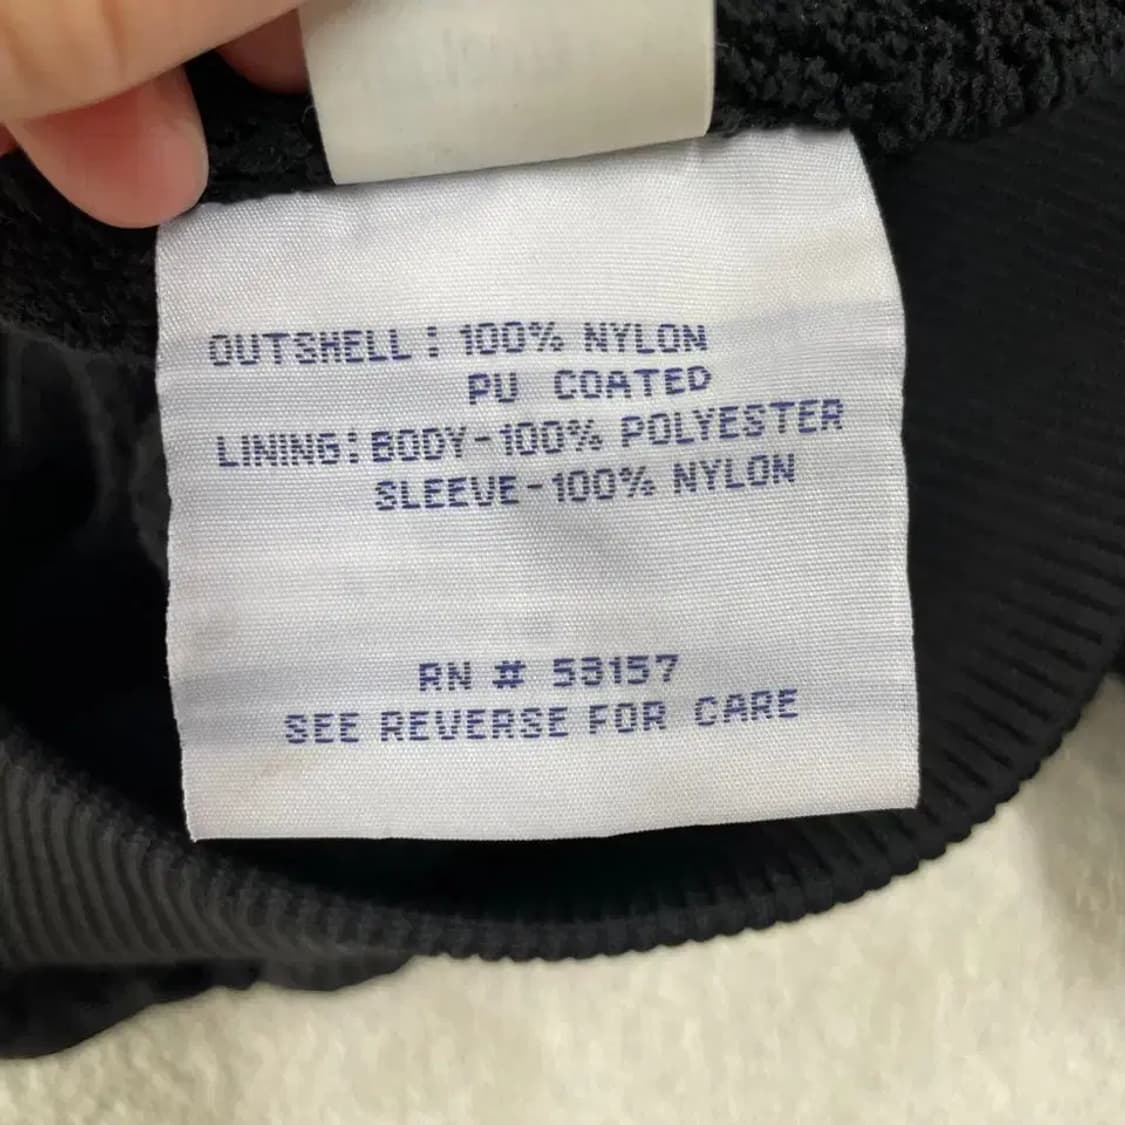 OUTSHELL: 100% NYLON
PU COATED
LINING: BODY-100% POLYESTER
SLEEVE-100% NYLON
RN # 53157
SEE REVERSE FOR CARE